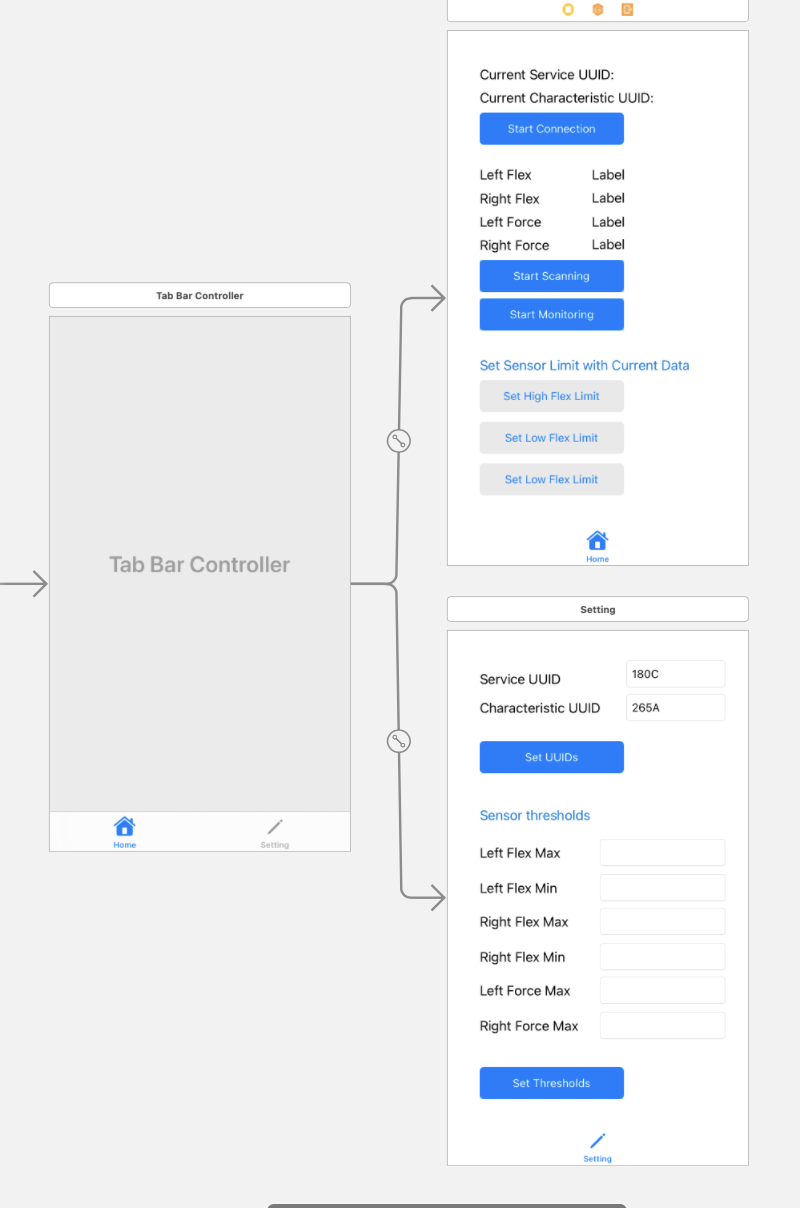 Current Service UUID:
Current Characteristic UUID:
Start Connection
Left Flex Label
Right Flex Label
Left Force Label
Right Force Label
Start Scanning
Start Monitoring
Set Sensor Limit with Current Data
Set High Flex Limit
Set Low Flex Limit
Set Low Flex Limit
Home
Tab Bar Controller
Tab Bar Controller
Home Setting
Setting
Service UUID 180C
Characteristic UUID 265A
Set UUIDs
Sensor thresholds
Left Flex Max
Left Flex Min
Right Flex Max
Right Flex Min
Left Force Max
Right Force Max
Set Thresholds
Setting